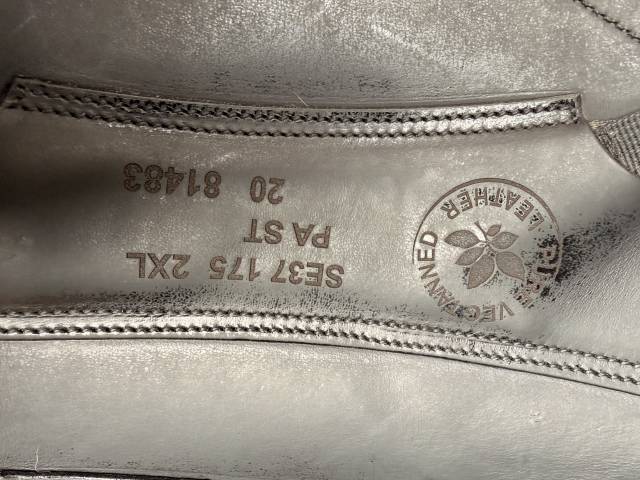 SE37 175 2XL
PA ST
20 81483
PURE VEG TANNED LEATHER